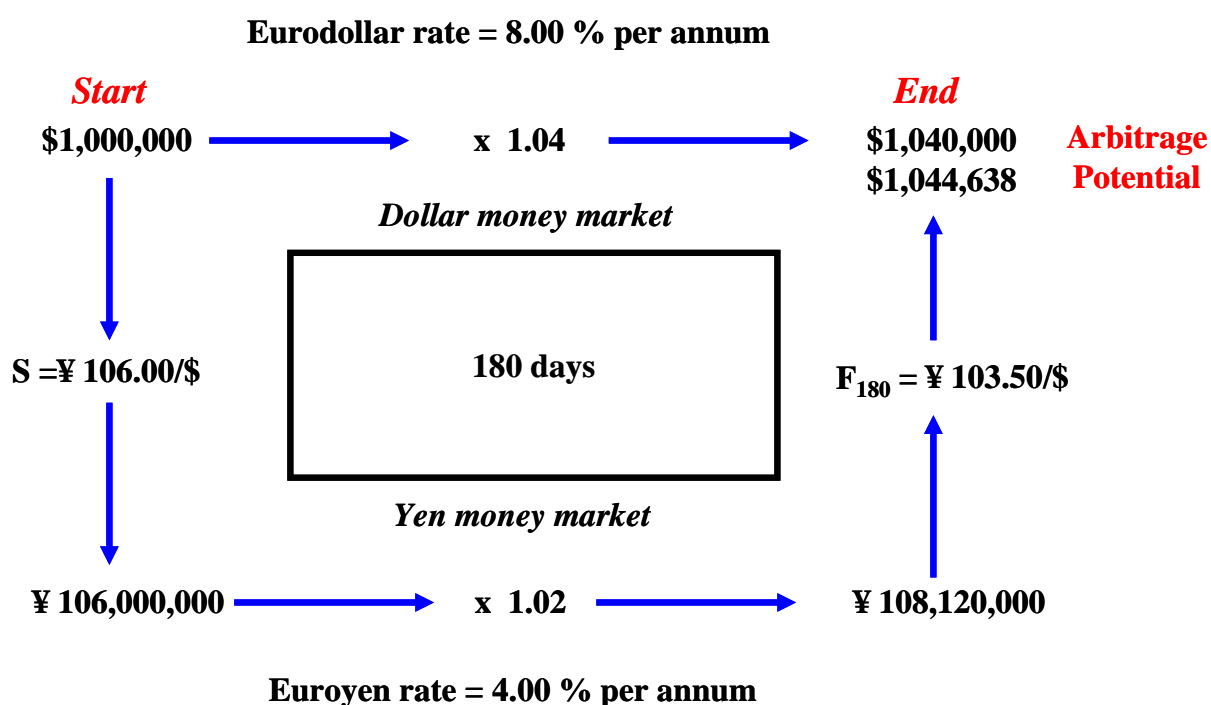 Eurodollar rate = 8.00 % per annum
Start
End
$1,000,000
x 1.04
$1,040,000
Arbitrage
$1,044,638
Potential
Dollar money market
S =¥ 106.00/$
180 days
F180 = ¥ 103.50/$
Yen money market
¥ 106,000,000
x 1.02
¥ 108,120,000
Euroyen rate = 4.00 % per annum